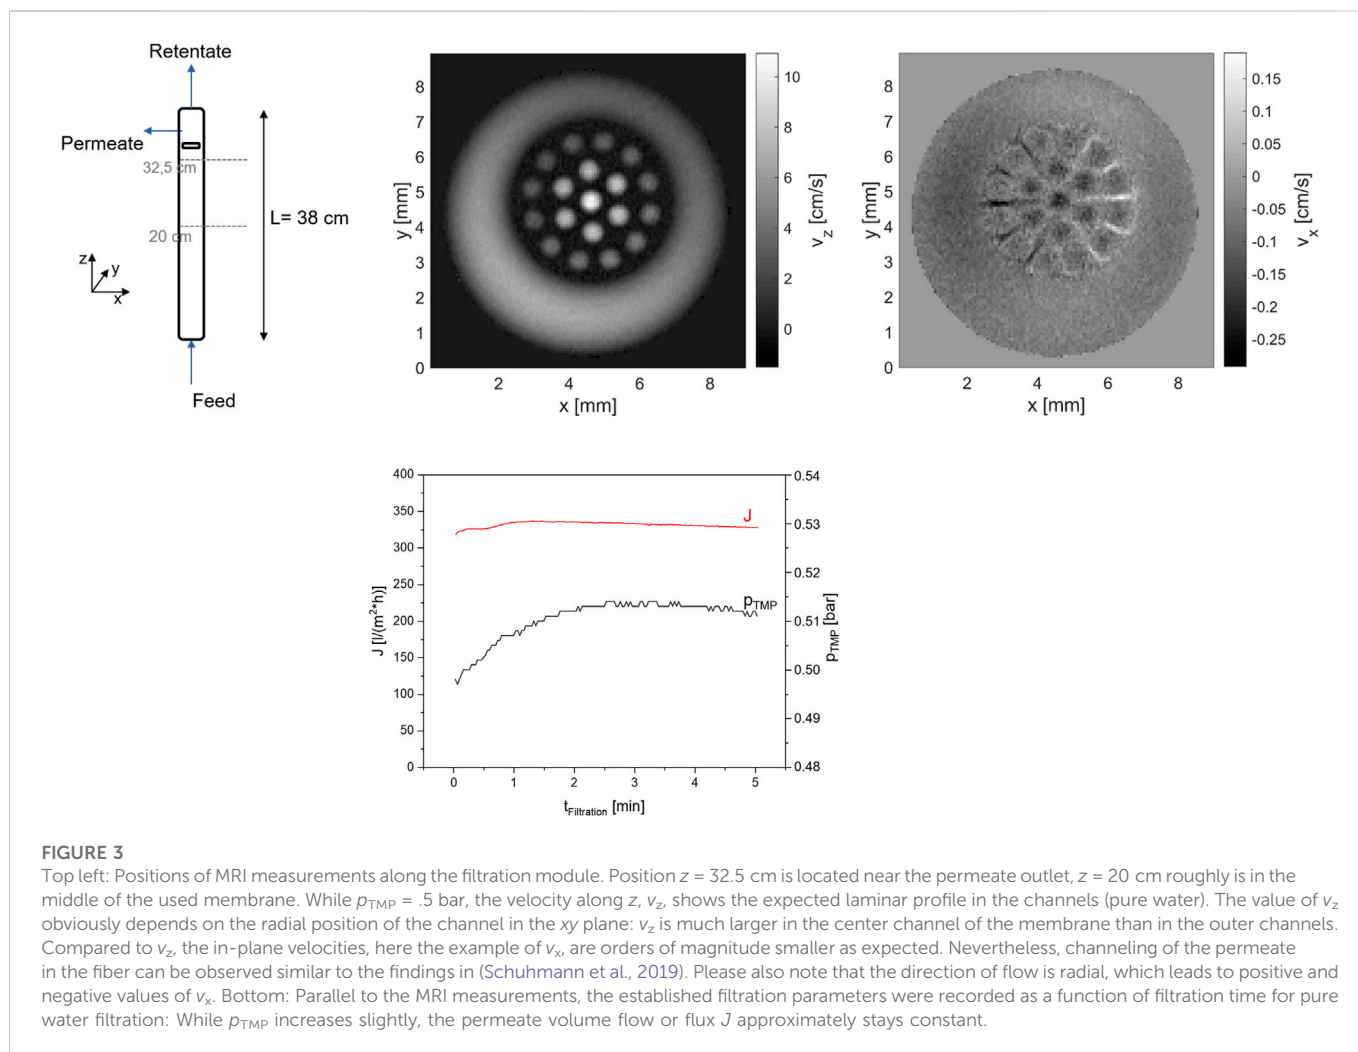 Retentate
Permeate
32,5 cm
20 cm
L= 38 cm
z
y
x
Feed
8
7
6
5
4
3
2
1
0
y [mm]
2
4
6
8
x [mm]
10
8
6
4
2
0
v_z [cm/s]
8
7
6
5
4
3
2
1
0
y [mm]
2
4
6
8
x [mm]
0.15
0.1
0.05
0
-0.05
-0.1
-0.15
-0.2
-0.25
v_x [cm/s]
400
350
300
250
200
150
100
50
0
J [l/(m²*h)]
J
pTMP
0.54
0.53
0.52
0.51
0.50
0.49
0.48
pTMP [bar]
0 1 2 3 4 5
tFiltration [min]
FIGURE 3
Top left: Positions of MRI measurements along the filtration module. Position z = 32.5 cm is located near the permeate outlet, z = 20 cm roughly is in the
middle of the used membrane. While pTMP = .5 bar, the velocity along z, vz, shows the expected laminar profile in the channels (pure water). The value of vz
obviously depends on the radial position of the channel in the xy plane: vz is much larger in the center channel of the membrane than in the outer channels.
Compared to vz, the in-plane velocities, here the example of vx, are orders of magnitude smaller as expected. Nevertheless, channeling of the permeate
in the fiber can be observed similar to the findings in (Schuhmann et al., 2019). Please also note that the direction of flow is radial, which leads to positive and
negative values of vx. Bottom: Parallel to the MRI measurements, the established filtration parameters were recorded as a function of filtration time for pure
water filtration: While pTMP increases slightly, the permeate volume flow or flux J approximately stays constant.